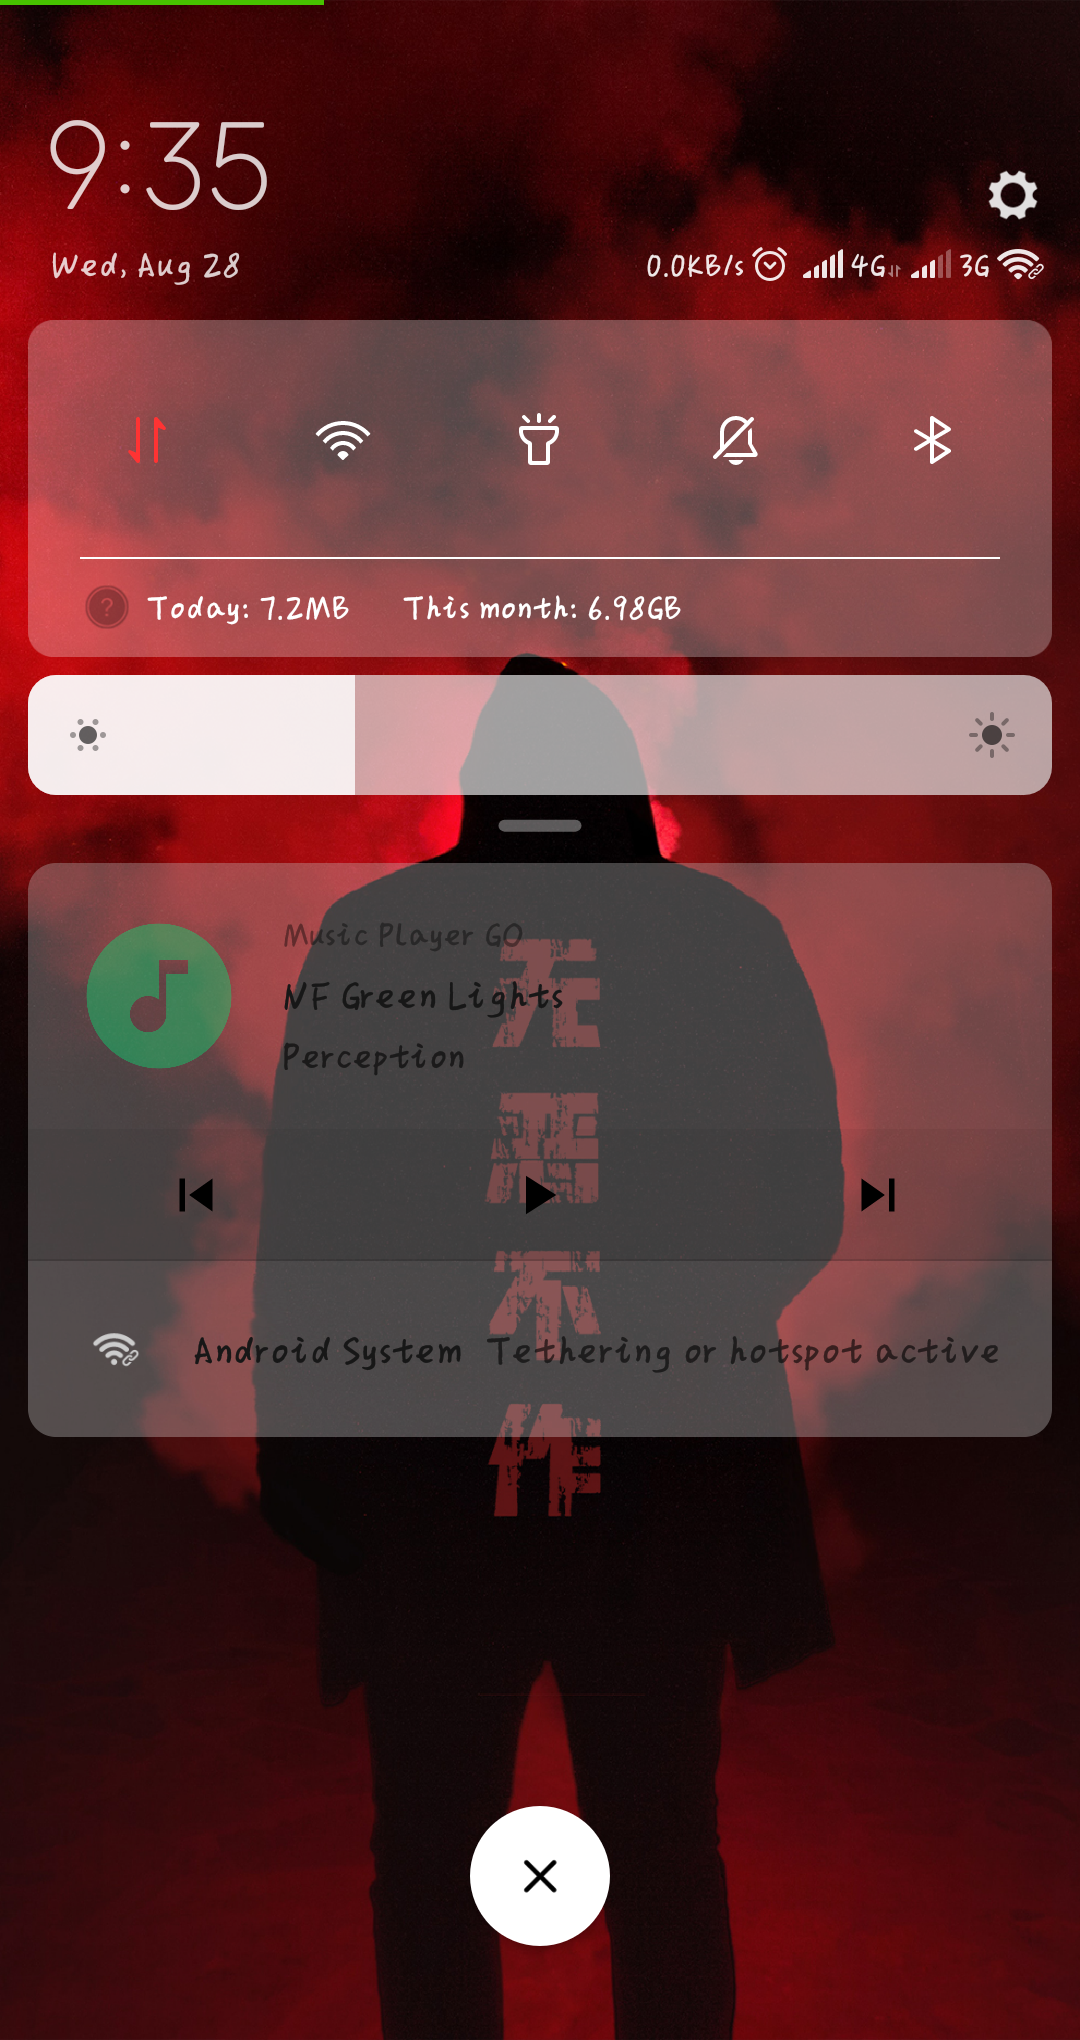 9:35
Wed, Aug 28
0.0KB/s 4G 3G
? Today: 7.2MB This month: 6.98GB
Music Player GO
NF Green Lights
Perception
Android System Tethering or hotspot active
无
恶
不
作